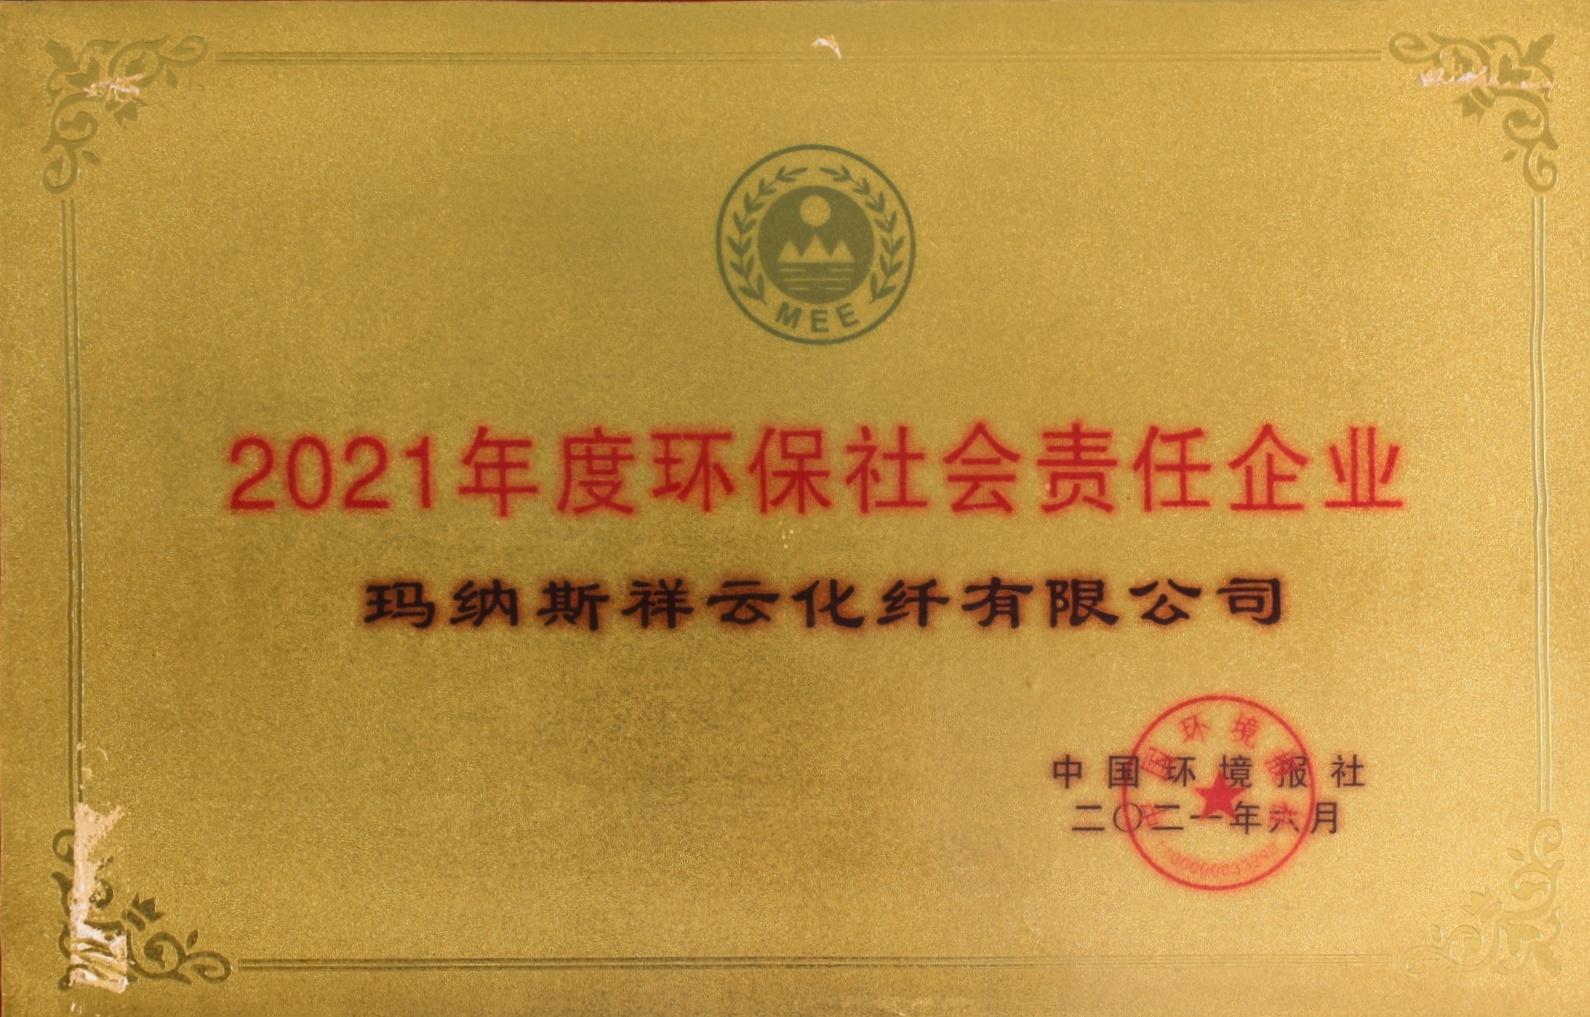 MEE
2021年度环保社会责任企业
玛纳斯祥云化纤有限公司
中国环境报社
二〇二一年六月